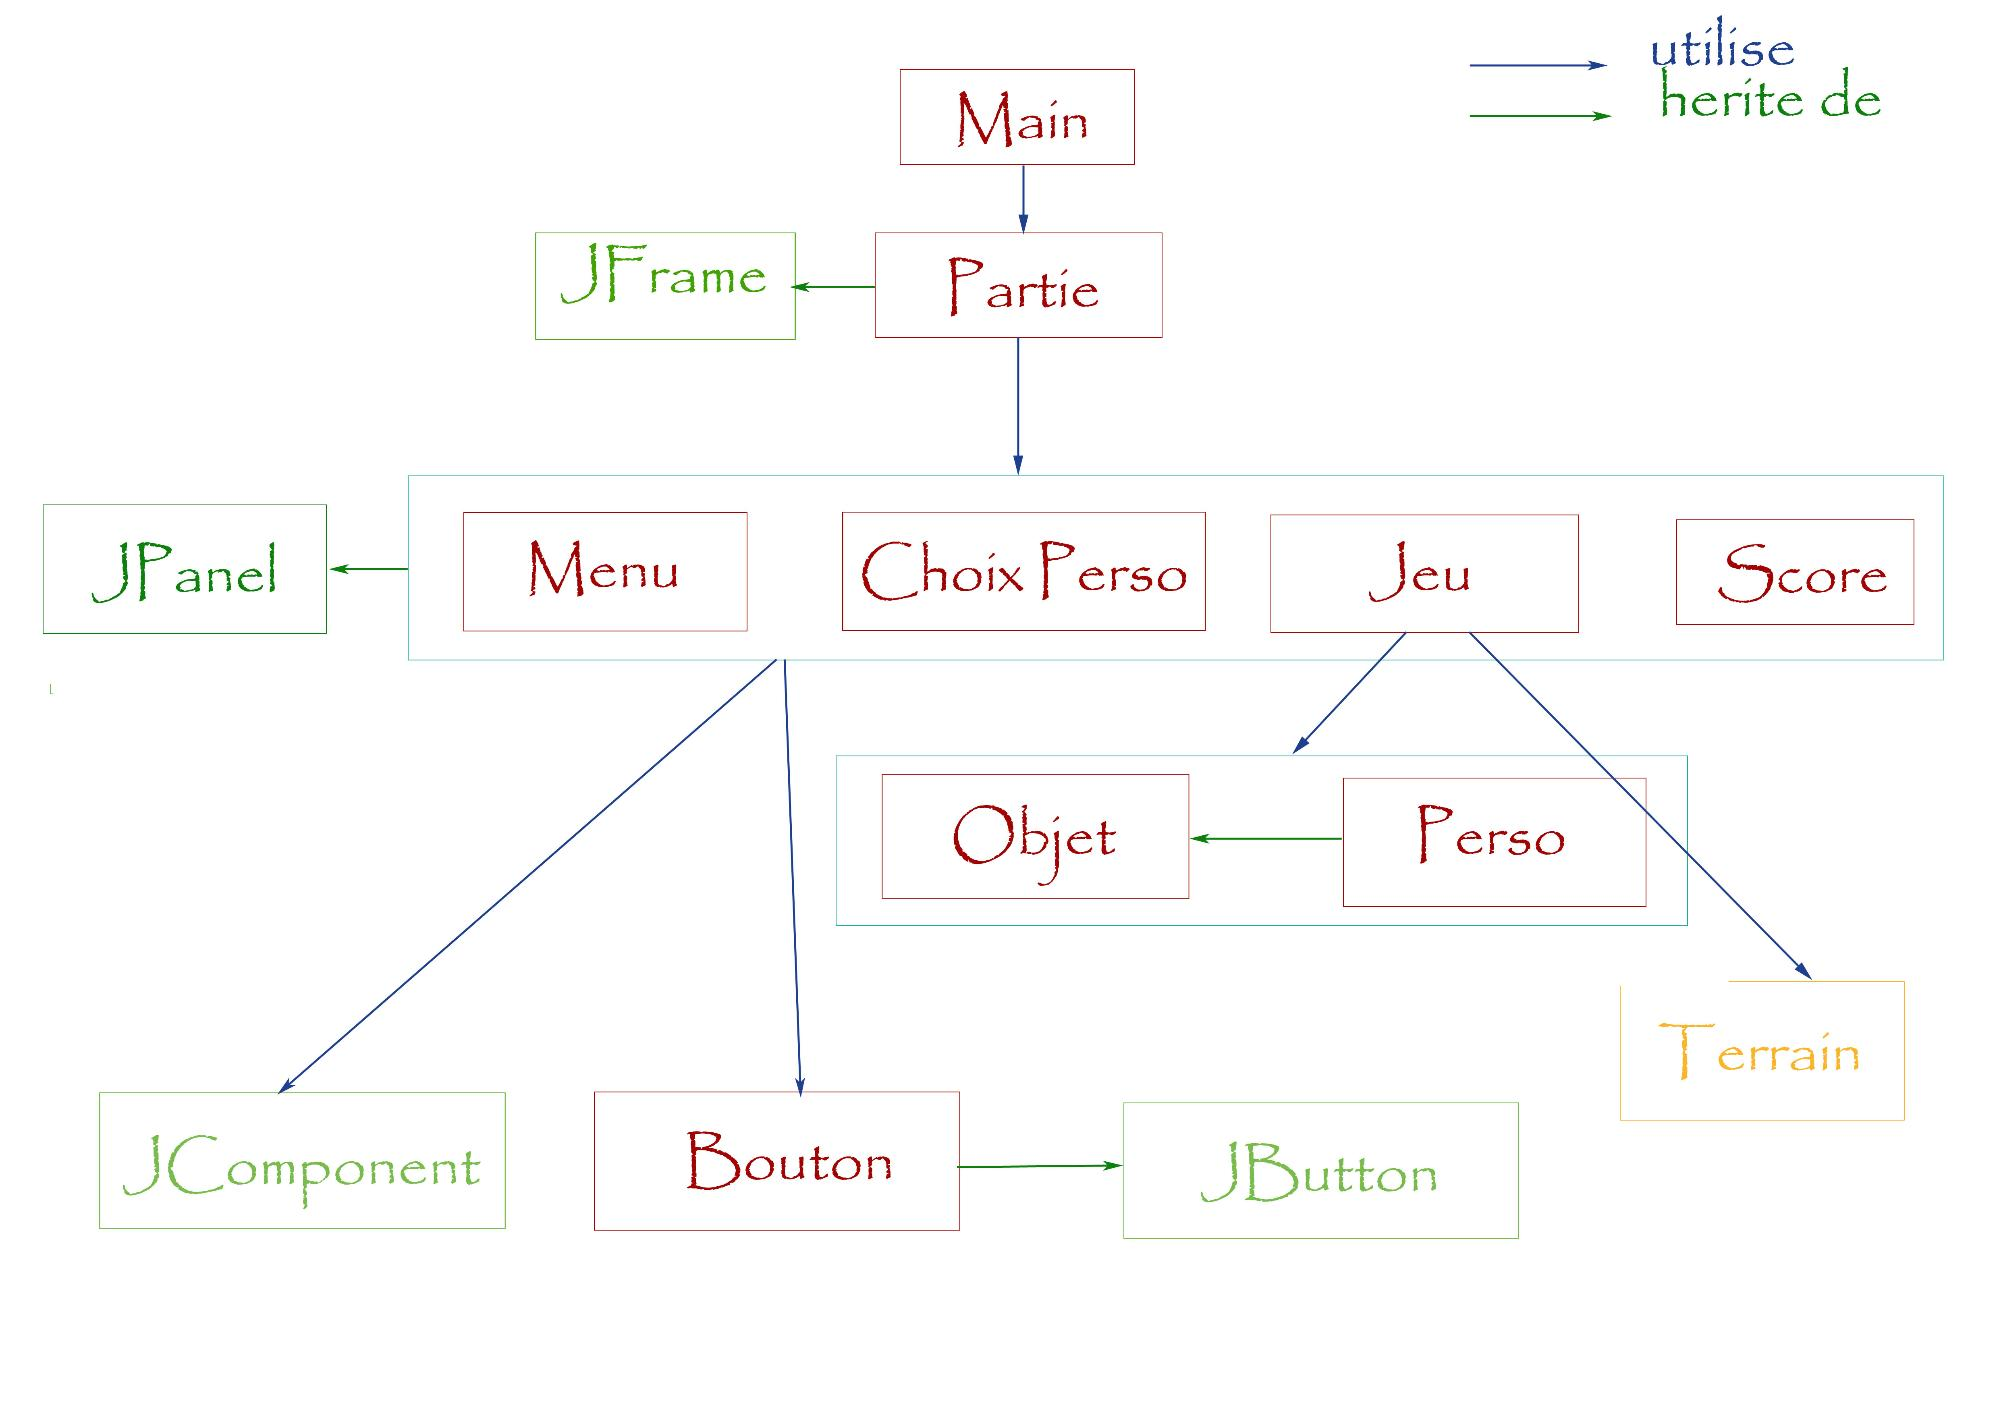 utilise
herite de
Main
JFrame
Partie
JPanel
Menu
Choix Perso
Jeu
Score
Objet
Perso
Terrain
JComponent
Bouton
JButton